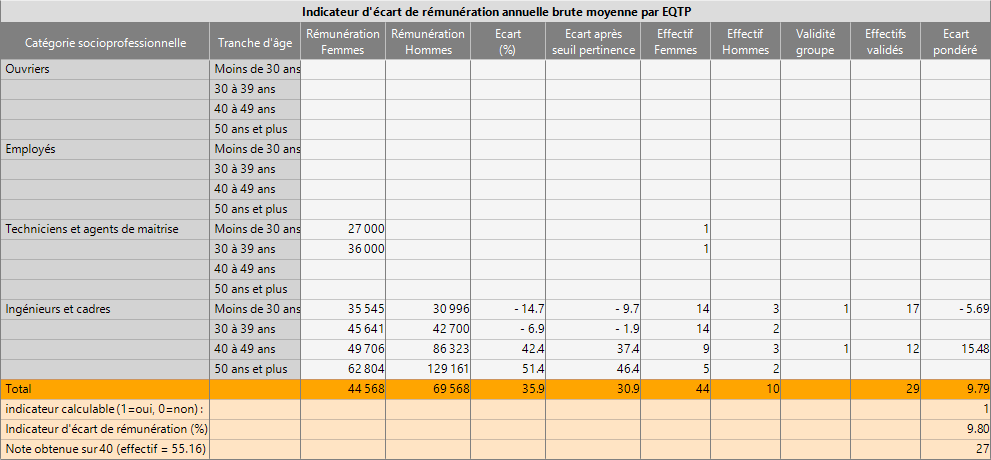 Indicateur d'écart de rémunération annuelle brute moyenne par EQTP
Catégorie socioprofessionnelle Tranche d'âge Rémunération Femmes Rémunération Hommes Ecart (%) Ecart après seuil pertinence Effectif Femmes Effectif Hommes Validité groupe Effectifs validés Ecart pondéré
Ouvriers Moins de 30 ans
30 à 39 ans
40 à 49 ans
50 ans et plus
Employés Moins de 30 ans
30 à 39 ans
40 à 49 ans
50 ans et plus
Techniciens et agents de maitrise Moins de 30 ans 27 000 1
30 à 39 ans 36 000 1
40 à 49 ans
50 ans et plus
Ingénieurs et cadres Moins de 30 ans 35 545 30 996 - 14.7 - 9.7 14 3 1 17 - 5.69
30 à 39 ans 45 641 42 700 - 6.9 - 1.9 14 2
40 à 49 ans 49 706 86 323 42.4 37.4 9 3 1 12 15.48
50 ans et plus 62 804 129 161 51.4 46.4 5 2
Total 44 568 69 568 35.9 30.9 44 10 29 9.79
indicateur calculable (1=oui, 0=non) : 1
Indicateur d'écart de rémunération (%) 9.80
Note obtenue sur 40 (effectif = 55.16) 27